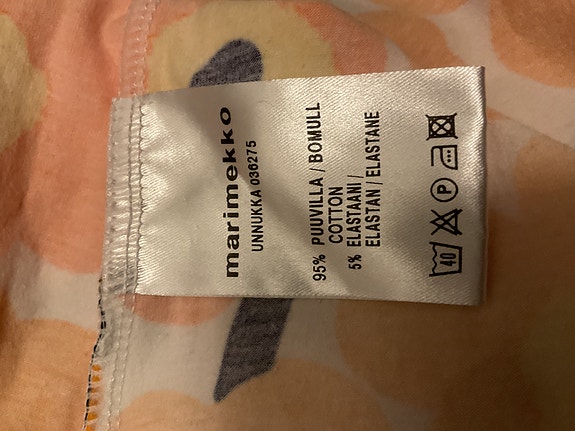 marimekko
UNNUKKA 036275
95% PUUVILLA / BOMULL
COTTON
5% ELASTAANI /
ELASTAN / ELASTANE
40 P